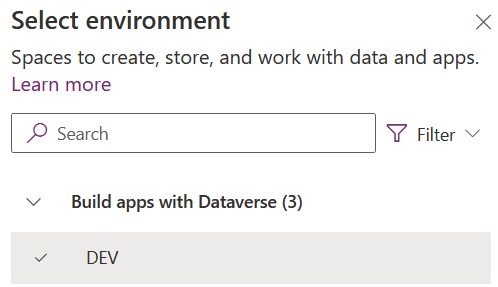 Select environment
Spaces to create, store, and work with data and apps.
Learn more
Search
Filter
Build apps with Dataverse (3)
DEV